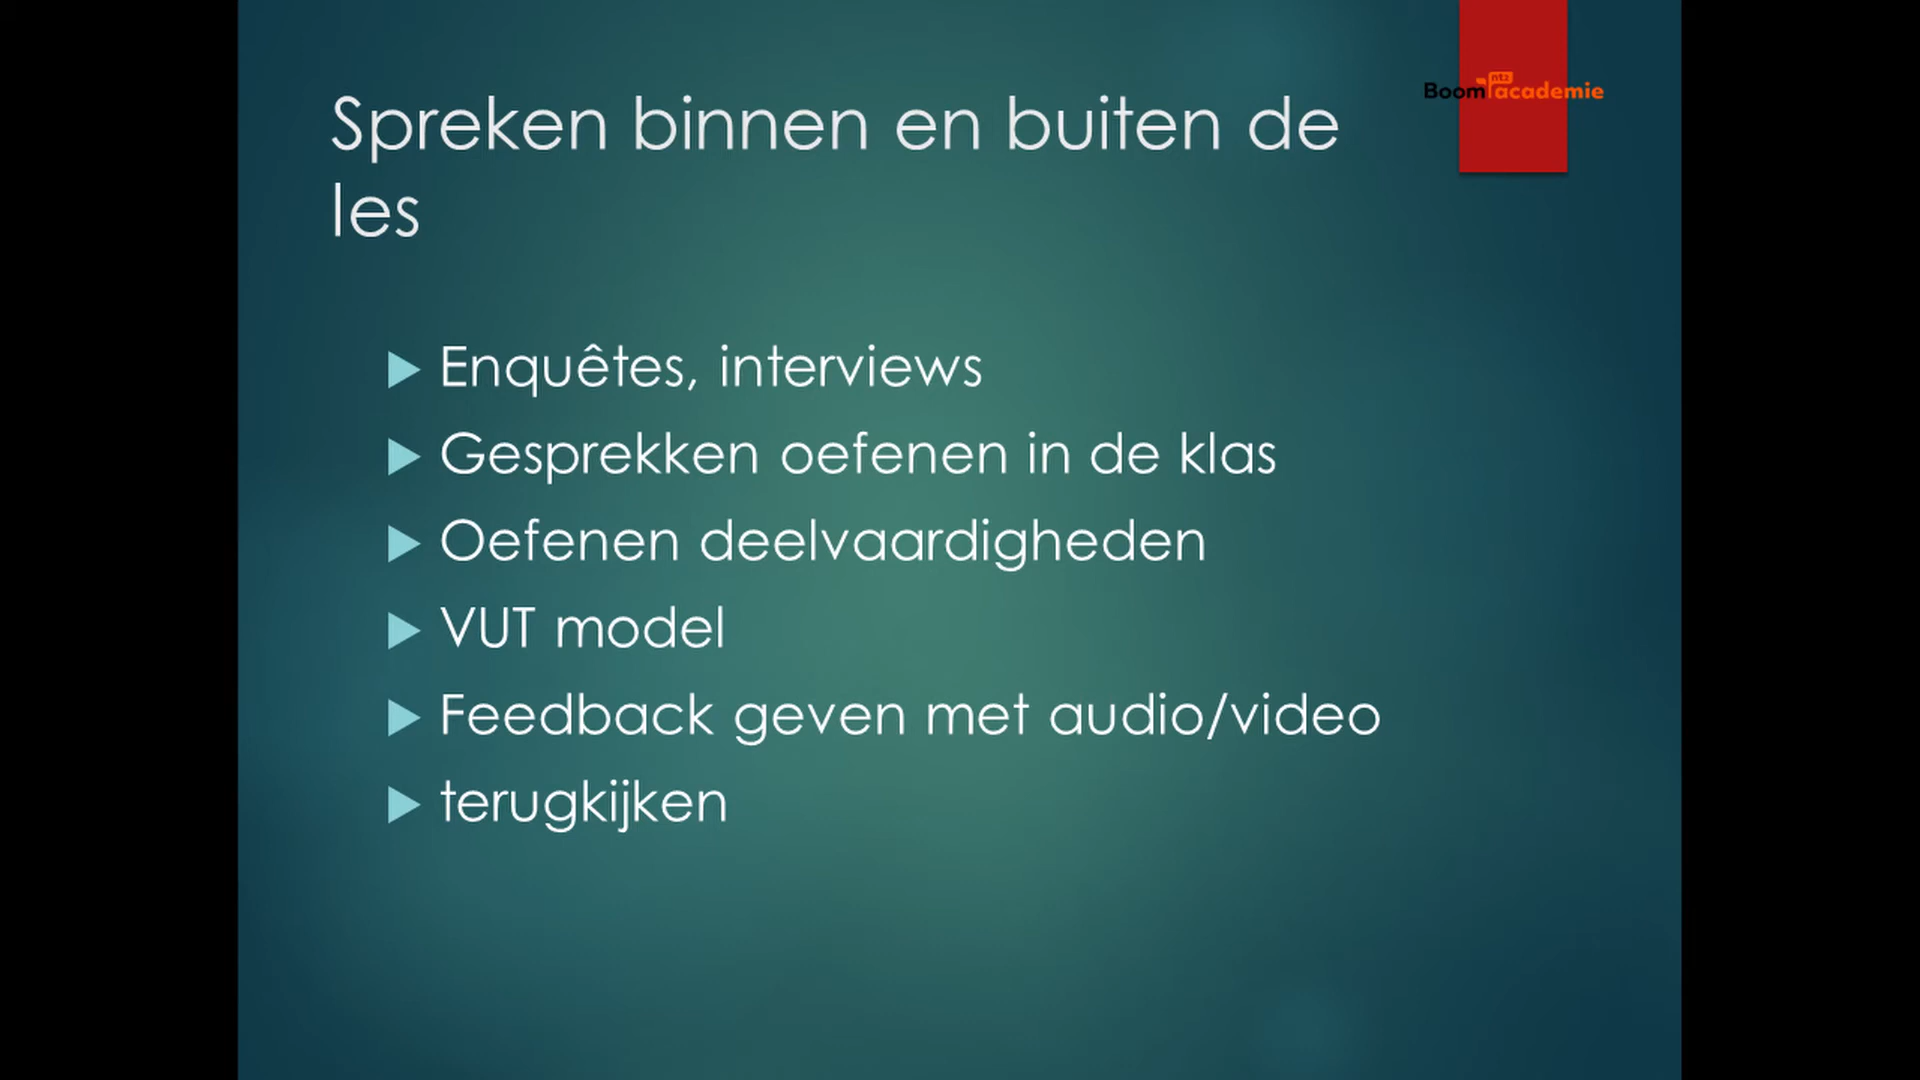 Spreken binnen en buiten de
les
nt2
Boom academie
Enquêtes, interviews
Gesprekken oefenen in de klas
Oefenen deelvaardigheden
VUT model
Feedback geven met audio/video
terugkijken